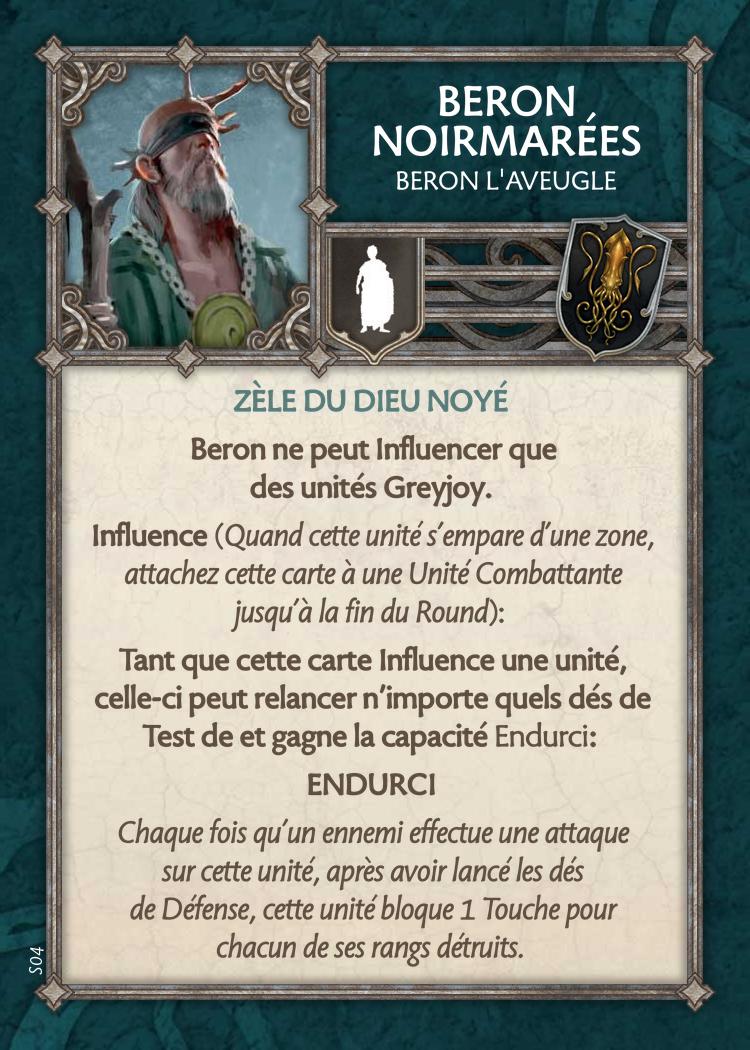 BERON
NOIRMARÉES
BERON L'AVEUGLE
ZÈLE DU DIEU NOYÉ
Beron ne peut Influencer que
des unités Greyjoy.
Influence (Quand cette unité s'empare d'une zone,
attachez cette carte à une Unité Combattante
jusqu'à la fin du Round):
Tant que cette carte Influence une unité,
celle-ci peut relancer n'importe quels dés de
Test de et gagne la capacité Endurci:
ENDURCI
Chaque fois qu'un ennemi effectue une attaque
sur cette unité, après avoir lancé les dés
de Défense, cette unité bloque 1 Touche pour
chacun de ses rangs détruits.
S04